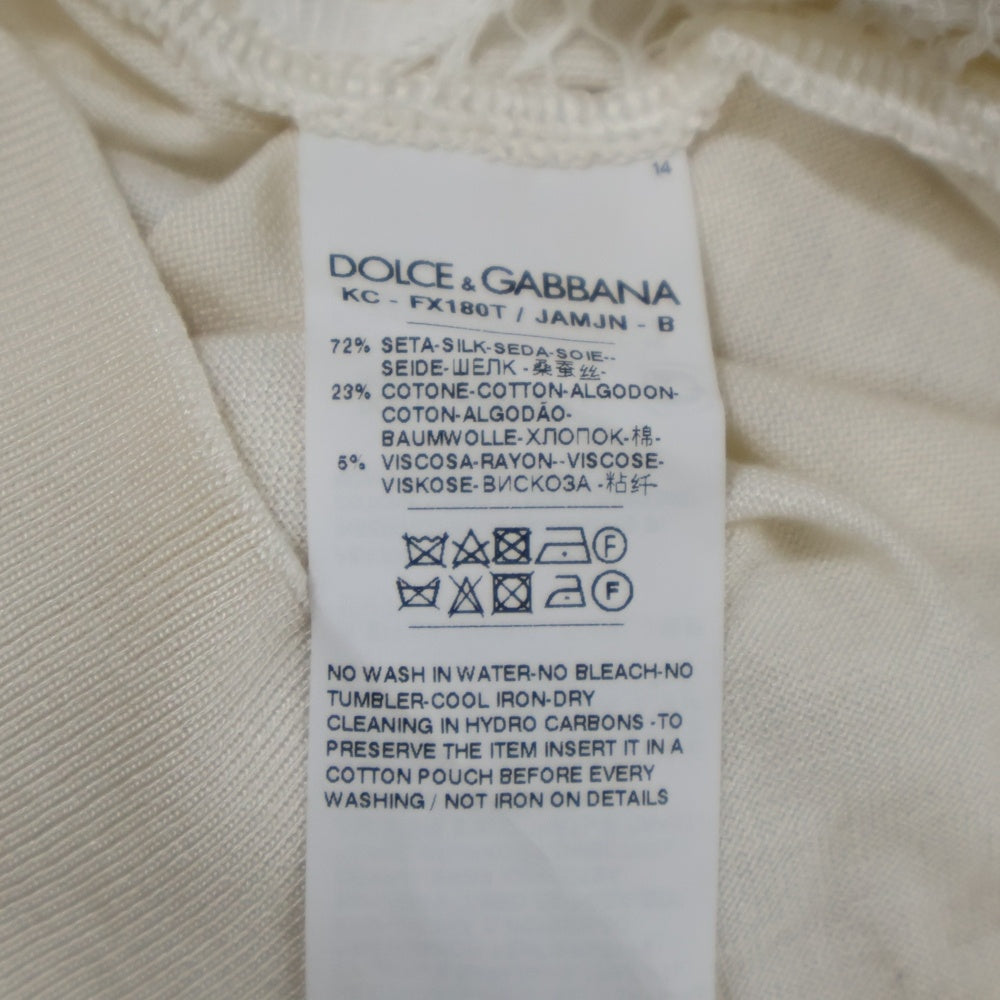 14
DOLCE & GABBANA
KC - FX180T / JAMJN - B
72% SETA-SILK-SEDA-SOIE--
SEIDE-ШЕЛК -桑蚕丝-
23% COTONE-COTTON-ALGODON-
COTON-ALGODÃO-
BAUMWOLLE-ХЛОПОК-棉-
5% VISCOSA-RAYON--VISCOSE-
VISKOSE-ВИСКОЗА -粘纤-
F
F
NO WASH IN WATER-NO BLEACH-NO
TUMBLER-COOL IRON-DRY
CLEANING IN HYDRO CARBONS -TO
PRESERVE THE ITEM INSERT IT IN A
COTTON POUCH BEFORE EVERY
WASHING / NOT IRON ON DETAILS